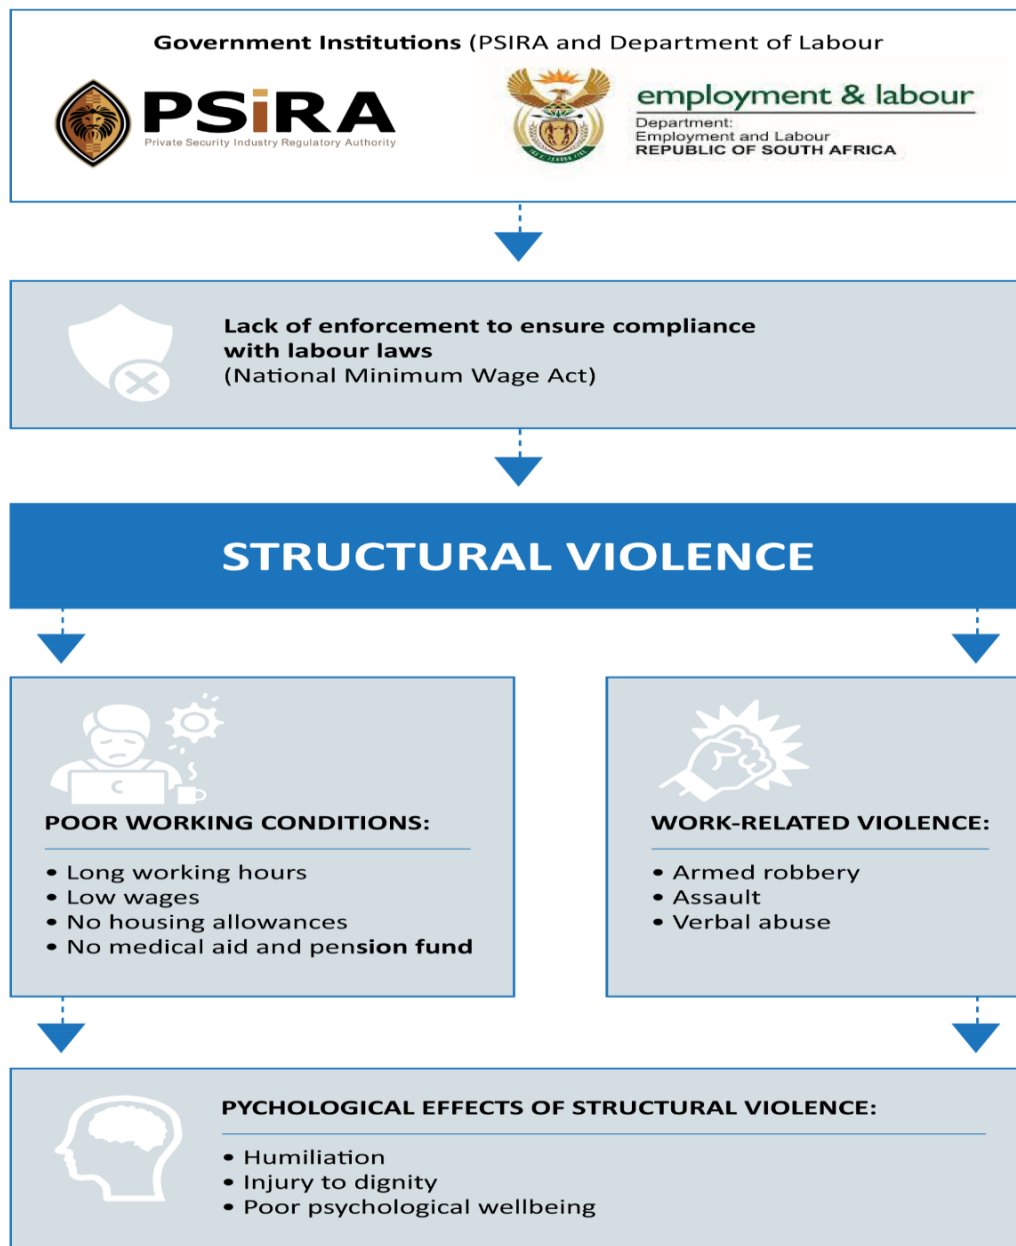 Government Institutions (PSIRA and Department of Labour
PSiRA
Private Security Industry Regulatory Authority
employment & labour
Department:
Employment and Labour
REPUBLIC OF SOUTH AFRICA
Lack of enforcement to ensure compliance
with labour laws
(National Minimum Wage Act)
STRUCTURAL VIOLENCE
POOR WORKING CONDITIONS:
• Long working hours
• Low wages
• No housing allowances
• No medical aid and pension fund
WORK-RELATED VIOLENCE:
• Armed robbery
• Assault
• Verbal abuse
PYCHOLOGICAL EFFECTS OF STRUCTURAL VIOLENCE:
• Humiliation
• Injury to dignity
• Poor psychological wellbeing